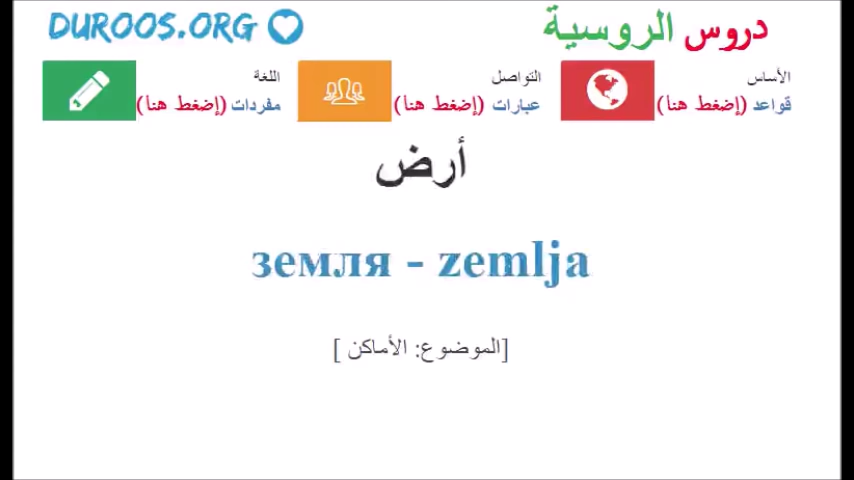 DUROOS.ORG
دروس الروسية
الأساس
قواعد (إضغط هنا)
التواصل
عبارات (إضغط هنا)
اللغة
مفردات (إضغط هنا)
أرض
земля - zemlja
[الموضوع: الأماكن ]